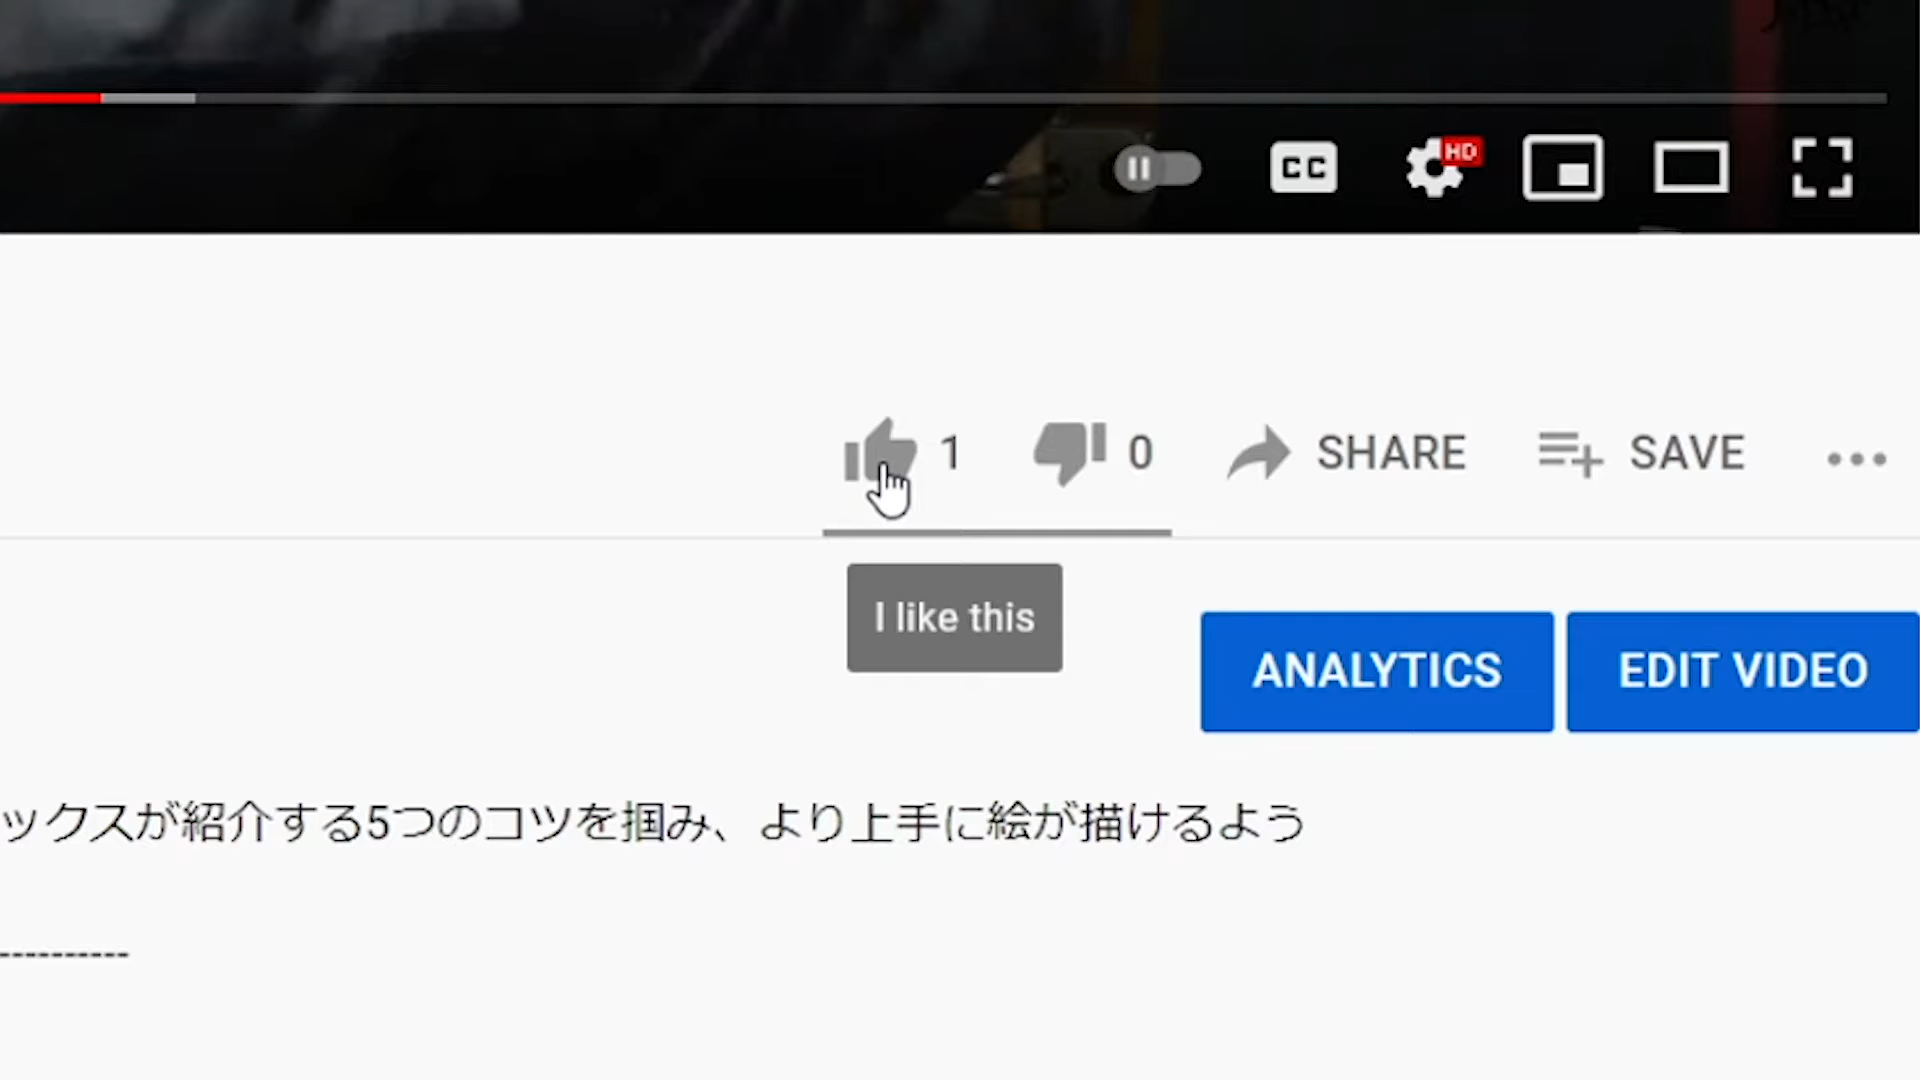 CC HD
1 0 SHARE SAVE
I like this
ANALYTICS EDIT VIDEO
ックスが紹介する5つのコツを掴み、より上手に絵が描けるよう
----------